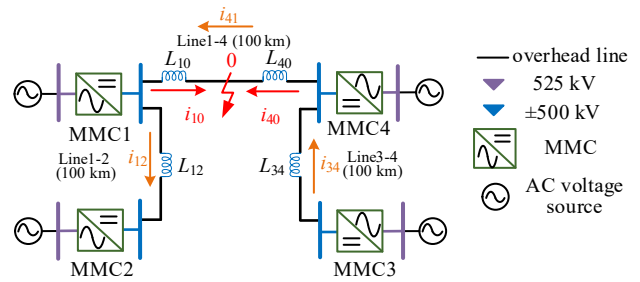 i41
Line1-4 (100 km)
L10
0
L40
i10
i40
MMC1
MMC4
Line1-2
(100 km)
i12
L12
L34
i34
Line3-4
(100 km)
MMC2
MMC3
overhead line
525 kV
±500 kV
MMC
AC voltage
source